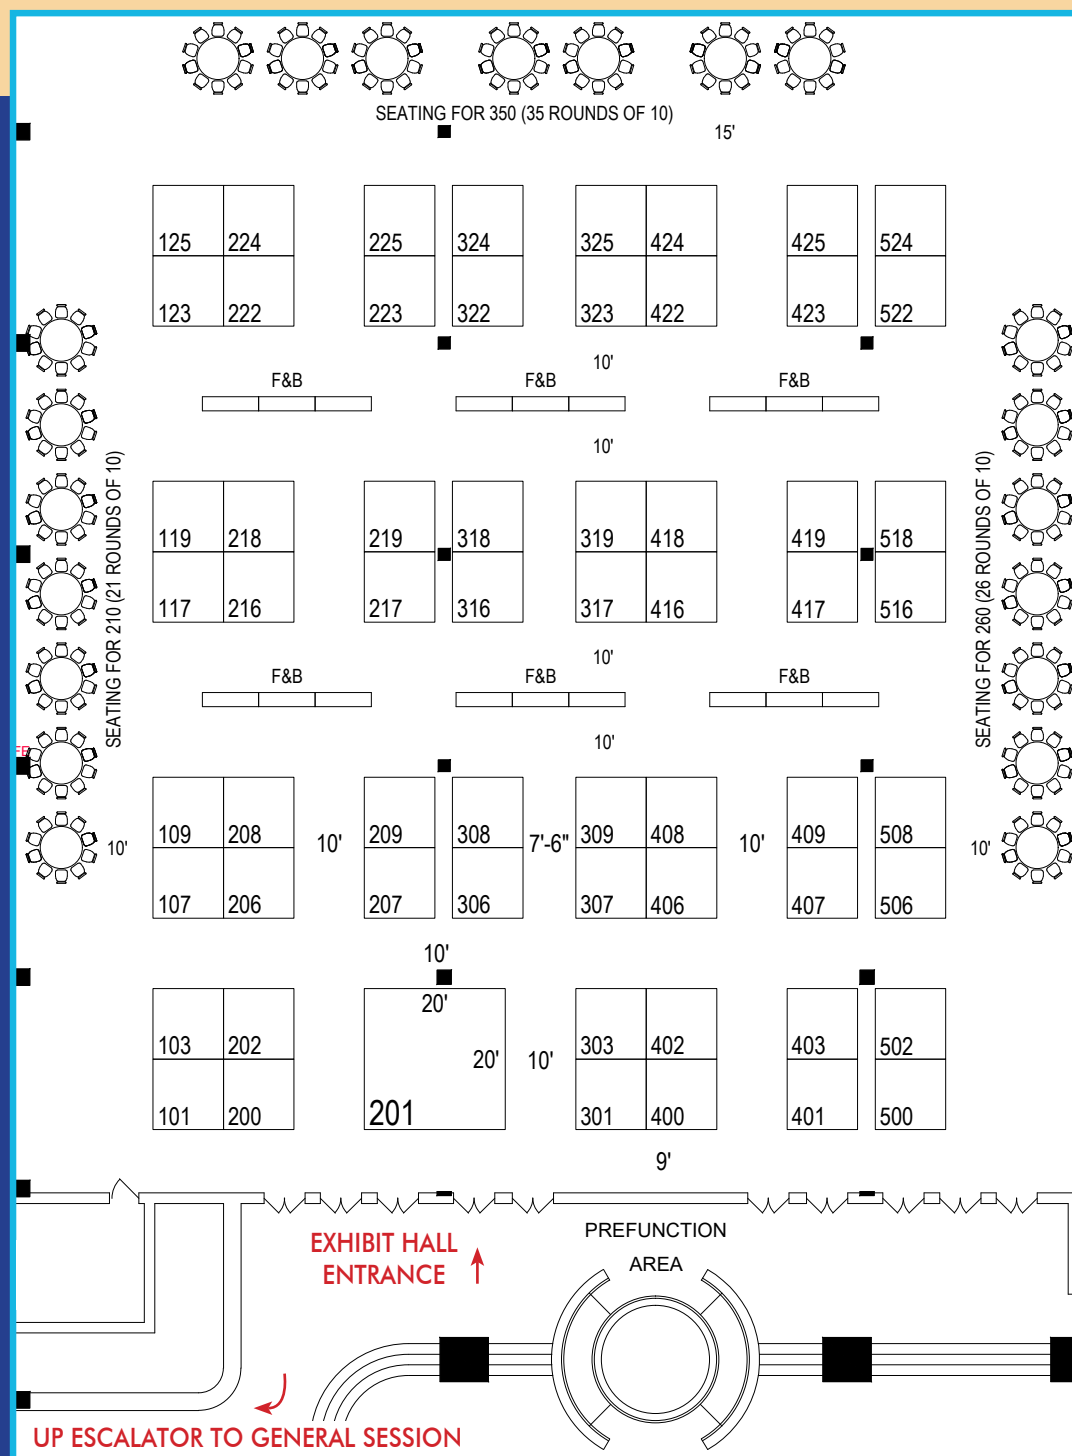 SEATING FOR 350 (35 ROUNDS OF 10)
15'
125 224 225 324 325 424 425 524
123 222 223 322 323 422 423 522
10'
F&B F&B F&B
10'
SEATING FOR 210 (21 ROUNDS OF 10)
SEATING FOR 260 (26 ROUNDS OF 10)
119 218 219 318 319 418 419 518
117 216 217 316 317 416 417 516
10'
F&B F&B F&B
10'
109 208 209 308 309 408 409 508
10' 10' 7'-6" 10' 10'
107 206 207 306 307 406 407 506
10'
20'
103 202 303 402 403 502
20' 10'
101 200 201 301 400 401 500
9'
PREFUNCTION
AREA
EXHIBIT HALL
ENTRANCE
UP ESCALATOR TO GENERAL SESSION